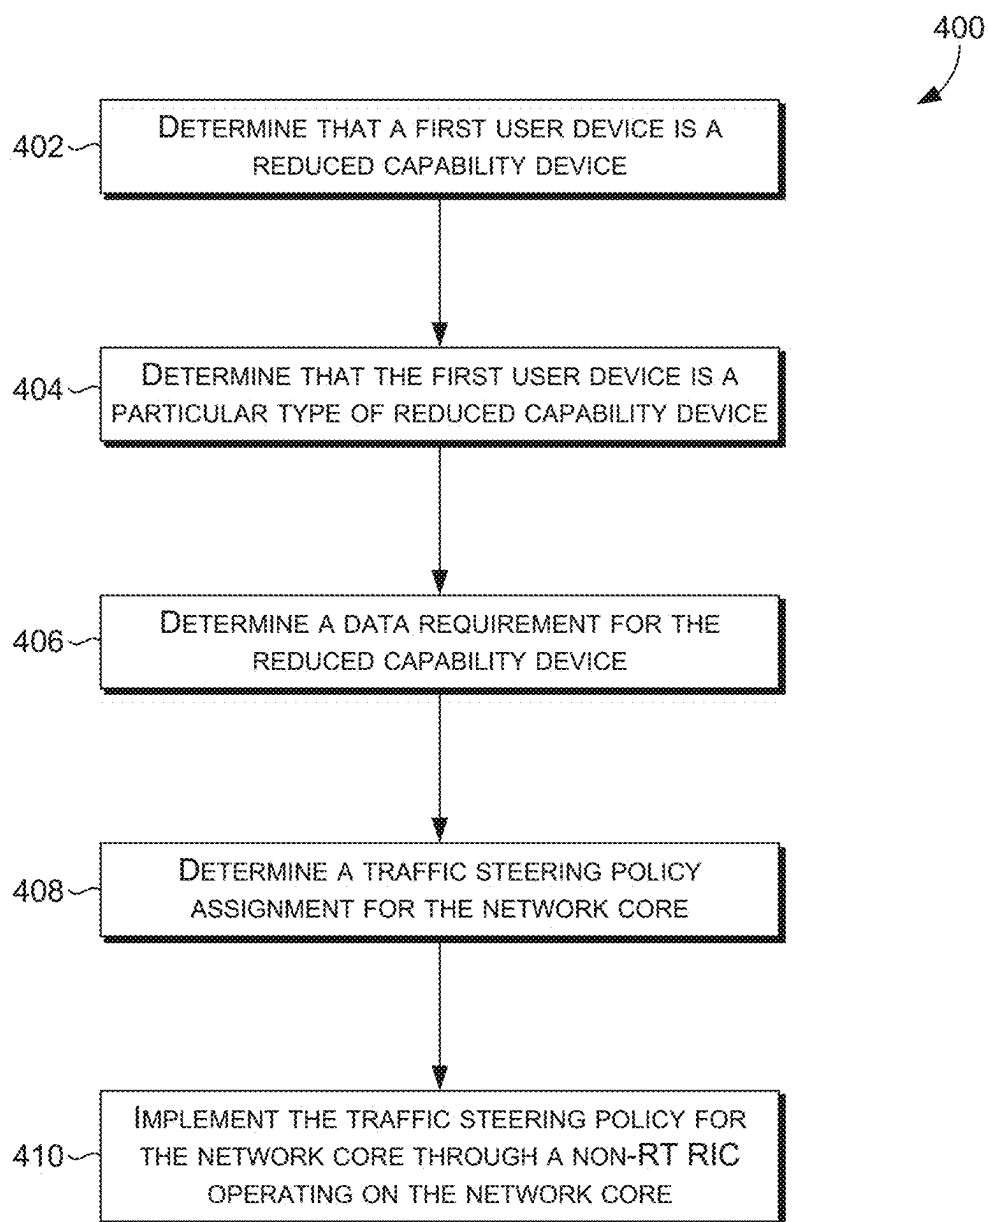 400
402
DETERMINE THAT A FIRST USER DEVICE IS A
REDUCED CAPABILITY DEVICE
404
DETERMINE THAT THE FIRST USER DEVICE IS A
PARTICULAR TYPE OF REDUCED CAPABILITY DEVICE
406
DETERMINE A DATA REQUIREMENT FOR THE
REDUCED CAPABILITY DEVICE
408
DETERMINE A TRAFFIC STEERING POLICY
ASSIGNMENT FOR THE NETWORK CORE
410
IMPLEMENT THE TRAFFIC STEERING POLICY FOR
THE NETWORK CORE THROUGH A NON-RT RIC
OPERATING ON THE NETWORK CORE